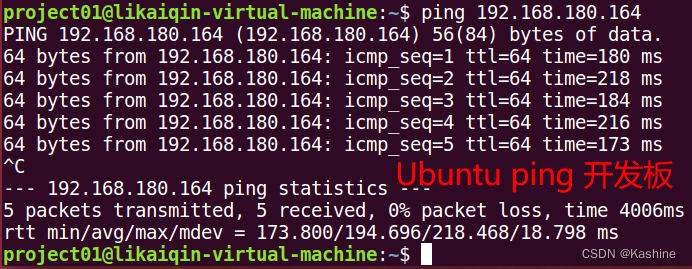 project01@likaiqin-virtual-machine:~$ ping 192.168.180.164
PING 192.168.180.164 (192.168.180.164) 56(84) bytes of data.
64 bytes from 192.168.180.164: icmp_seq=1 ttl=64 time=180 ms
64 bytes from 192.168.180.164: icmp_seq=2 ttl=64 time=218 ms
64 bytes from 192.168.180.164: icmp_seq=3 ttl=64 time=184 ms
64 bytes from 192.168.180.164: icmp_seq=4 ttl=64 time=216 ms
64 bytes from 192.168.180.164: icmp_seq=5 ttl=64 time=173 ms
^C
Ubuntu ping 开发板
--- 192.168.180.164 ping statistics ---
5 packets transmitted, 5 received, 0% packet loss, time 4006ms
rtt min/avg/max/mdev = 173.800/194.696/218.468/18.798 ms
project01@likaiqin-virtual-machine:~$
CSDN @Kashine